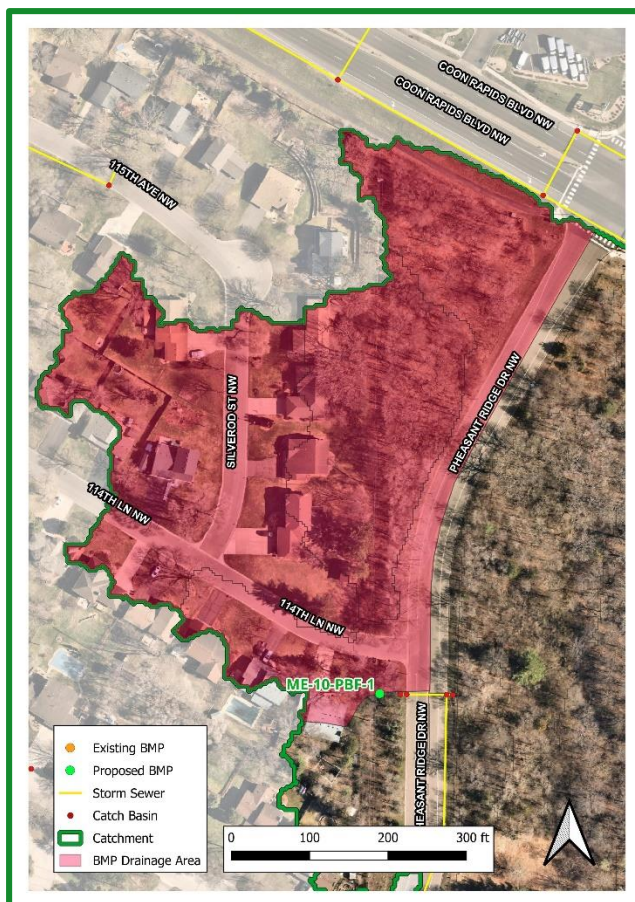 COON RAPIDS BLVD NW
COON RAPIDS BLVD NW
115TH AVE NW
SILVEROD ST NW
PHEASANT RIDGE DR NW
114TH LN NW
114TH LN NW
ME-10-PBF-1
HEASANT RIDGE DR NW
Existing BMP
Proposed BMP
Storm Sewer
Catch Basin
Catchment
BMP Drainage Area
0 100 200 300 ft